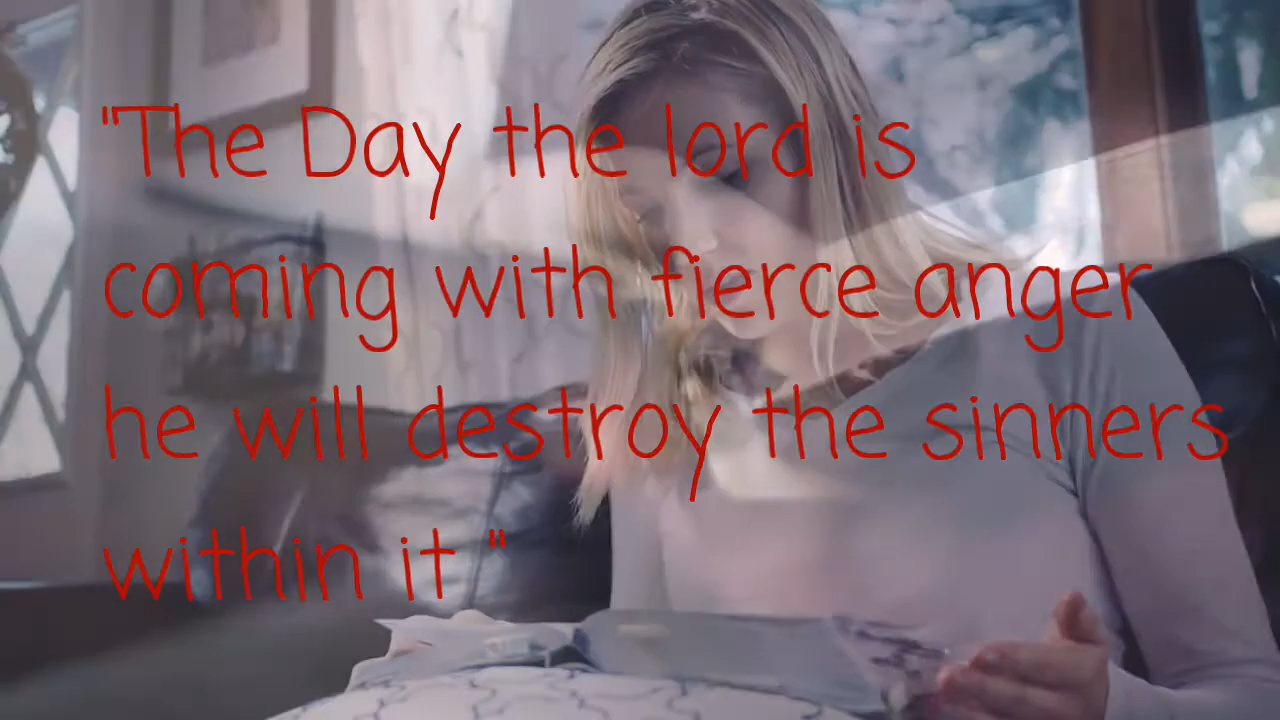 "The Day the lord is
coming with fierce anger
he will destroy the sinners
within it "